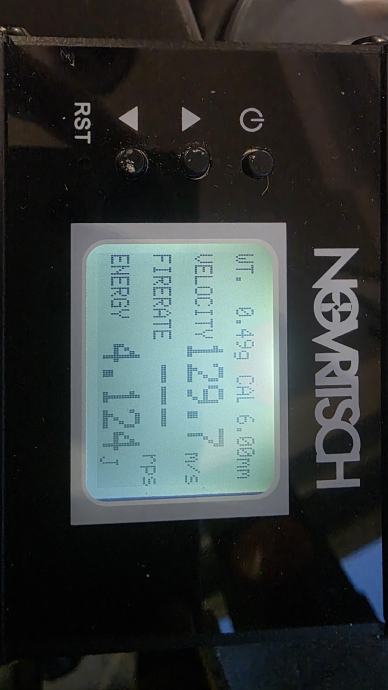 NOVRITSCH
WT. 0.49g CAL 6.00mm
VELOCITY 129.7 m/s
FIRERATE --- rps
ENERGY 4.124 J
RST